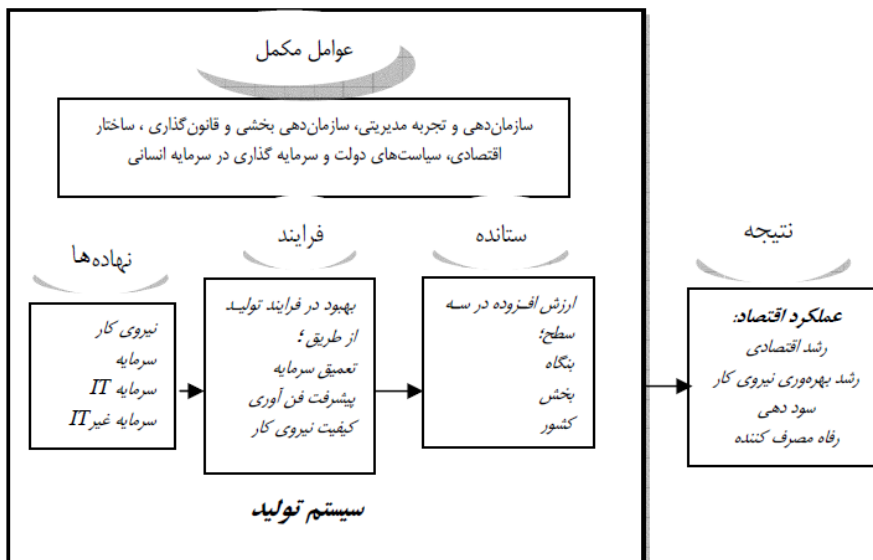 عوامل مکمل
سازمان‌دهی و تجربه مدیریتی، سازمان‌دهی بخشی و قانون‌گذاری ، ساختار
اقتصادی، سیاست‌های دولت و سرمایه گذاری در سرمایه انسانی
نهاده‌ها
نیروی کار
سرمایه
سرمایه IT
سرمایه غیرIT
فرایند
بهبود در فرایند تولیـد
از طریق ؛
تعمیق سرمایه
پیشرفت فن آوری
کیفیت نیروی کار
ستانده
ارزش افـزوده در سـه
سطح؛
بنگاه
بخش
کشور
سیستم تولید
نتیجه
عملکرد اقتصاد:
رشد اقتصادی
رشد بهره‌وری نیروی کار
سود دهی
رفاه مصرف کننده